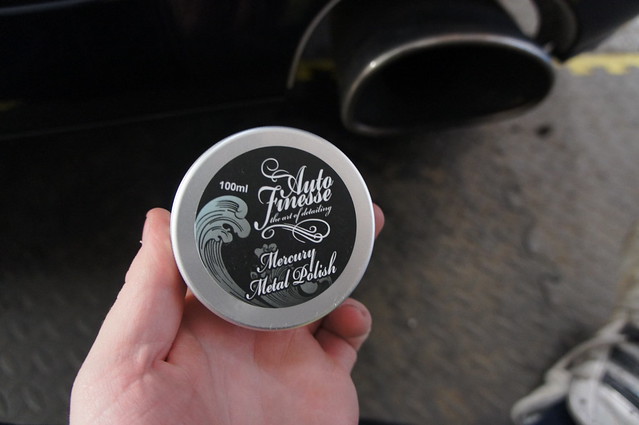 100ml
Auto
Finesse
the art of detailing
Mercury
Metal Polish